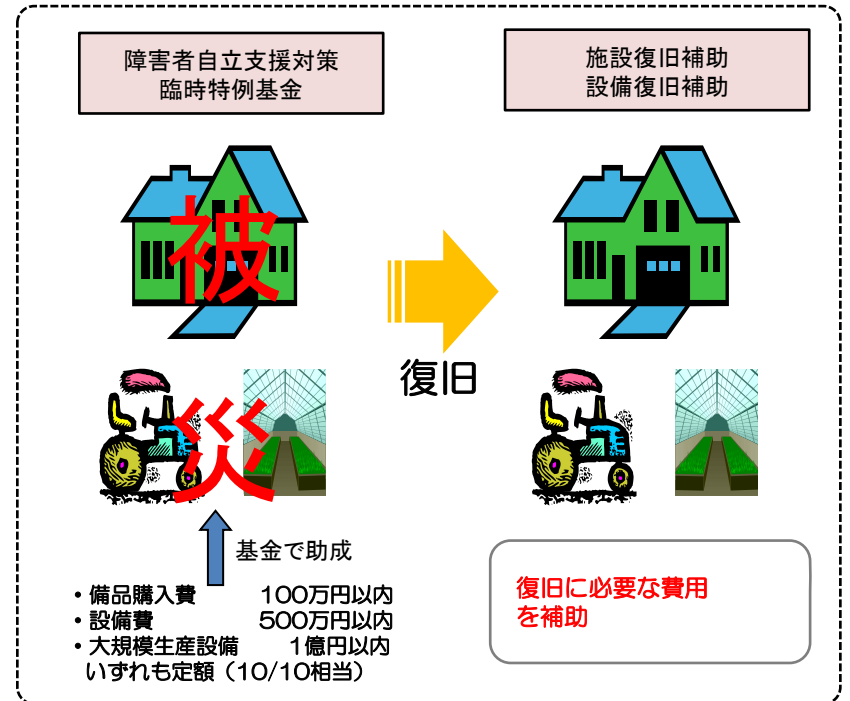 障害者自立支援対策
臨時特例基金
施設復旧補助
設備復旧補助
被
災
復旧
基金で助成
・備品購入費 100万円以内
・設備費 500万円以内
・大規模生産設備 1億円以内
いずれも定額（10/10相当）
復旧に必要な費用
を補助